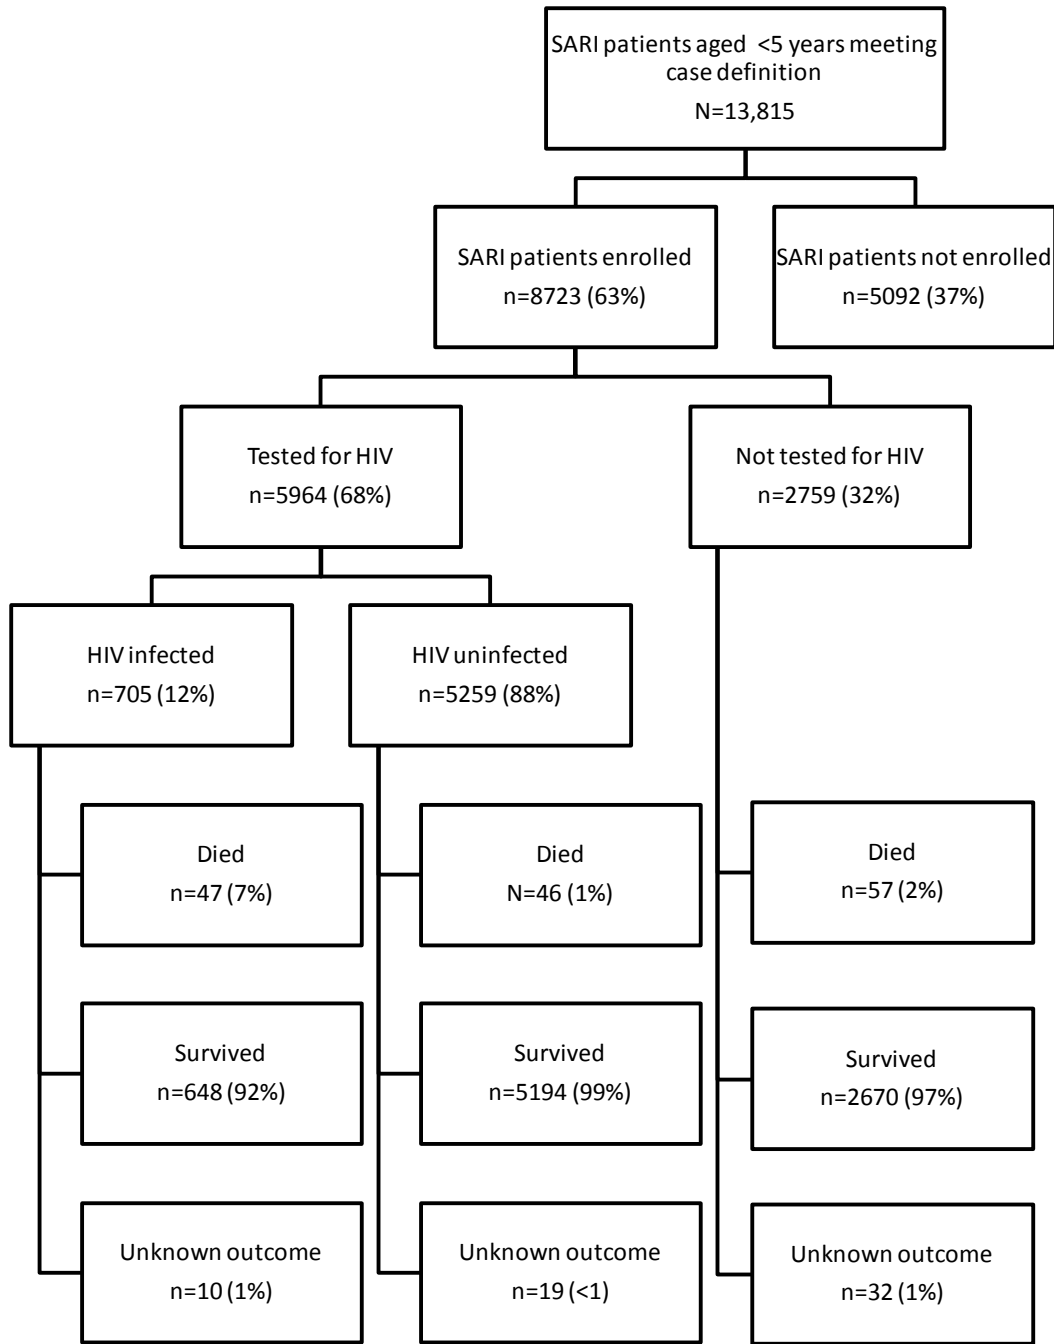 SARI patients aged <5 years meeting
case definition
N=13,815
SARI patients enrolled
n=8723 (63%)
SARI patients not enrolled
n=5092 (37%)
Tested for HIV
n=5964 (68%)
Not tested for HIV
n=2759 (32%)
HIV infected
n=705 (12%)
HIV uninfected
n=5259 (88%)
Died
n=47 (7%)
Died
N=46 (1%)
Died
n=57 (2%)
Survived
n=648 (92%)
Survived
n=5194 (99%)
Survived
n=2670 (97%)
Unknown outcome
n=10 (1%)
Unknown outcome
n=19 (<1)
Unknown outcome
n=32 (1%)